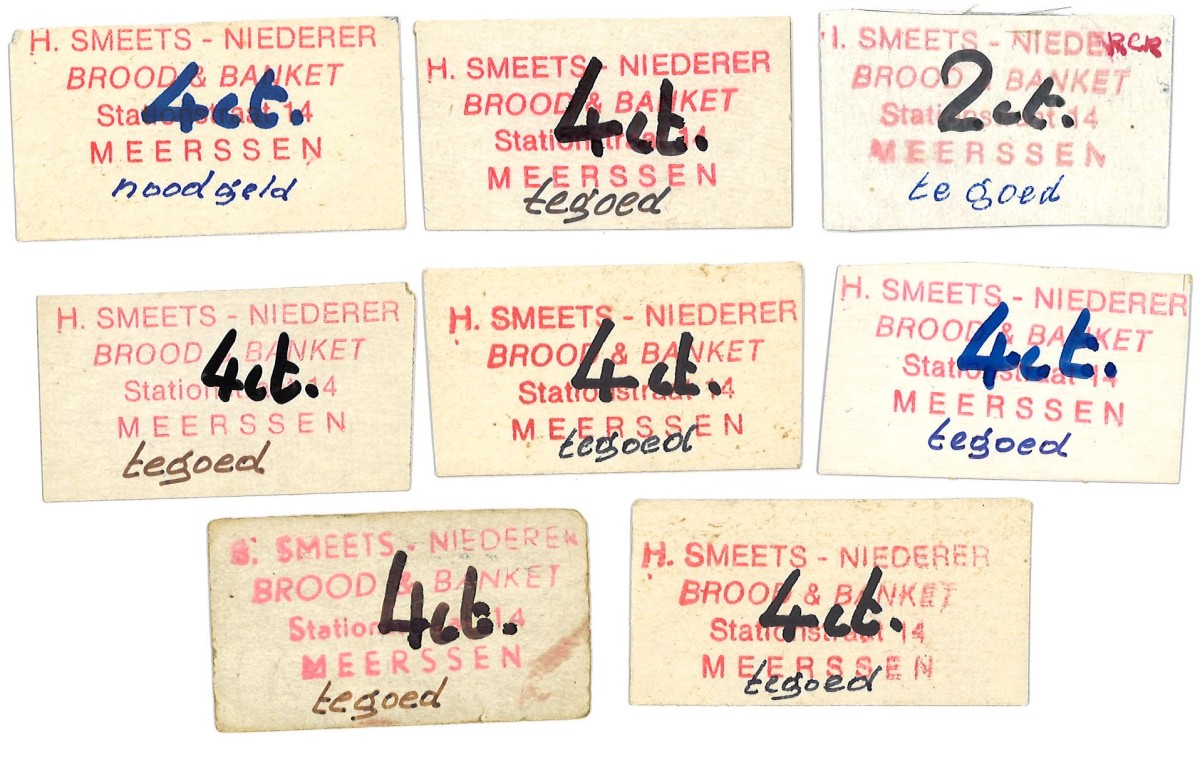 H. SMEETS - NIEDERER
BROOD & BANKET
Stationstraat 14
MEERSSEN
4ct.
noodgeld
H. SMEETS - NIEDERER
BROOD & BANKET
Stationstraat 14
MEERSSEN
4ct.
tegoed
H. SMEETS - NIEDERER
BROOD & BANKET
Stationstraat 14
MEERSSEN
2ct.
te goed
H. SMEETS - NIEDERER
BROOD & BANKET
Stationstraat 14
MEERSSEN
4ct.
tegoed
H. SMEETS - NIEDERER
BROOD & BANKET
Stationstraat 14
MEERSSEN
4ct.
tegoed
H. SMEETS - NIEDERER
BROOD & BANKET
Stationstraat 14
MEERSSEN
4ct.
tegoed
SMEETS - NIEDERER
BROOD & BANKET
Stationstraat 14
MEERSSEN
4ct.
tegoed
H. SMEETS - NIEDERER
BROOD & BANKET
Stationstraat 14
MEERSSEN
4ct.
tegoed